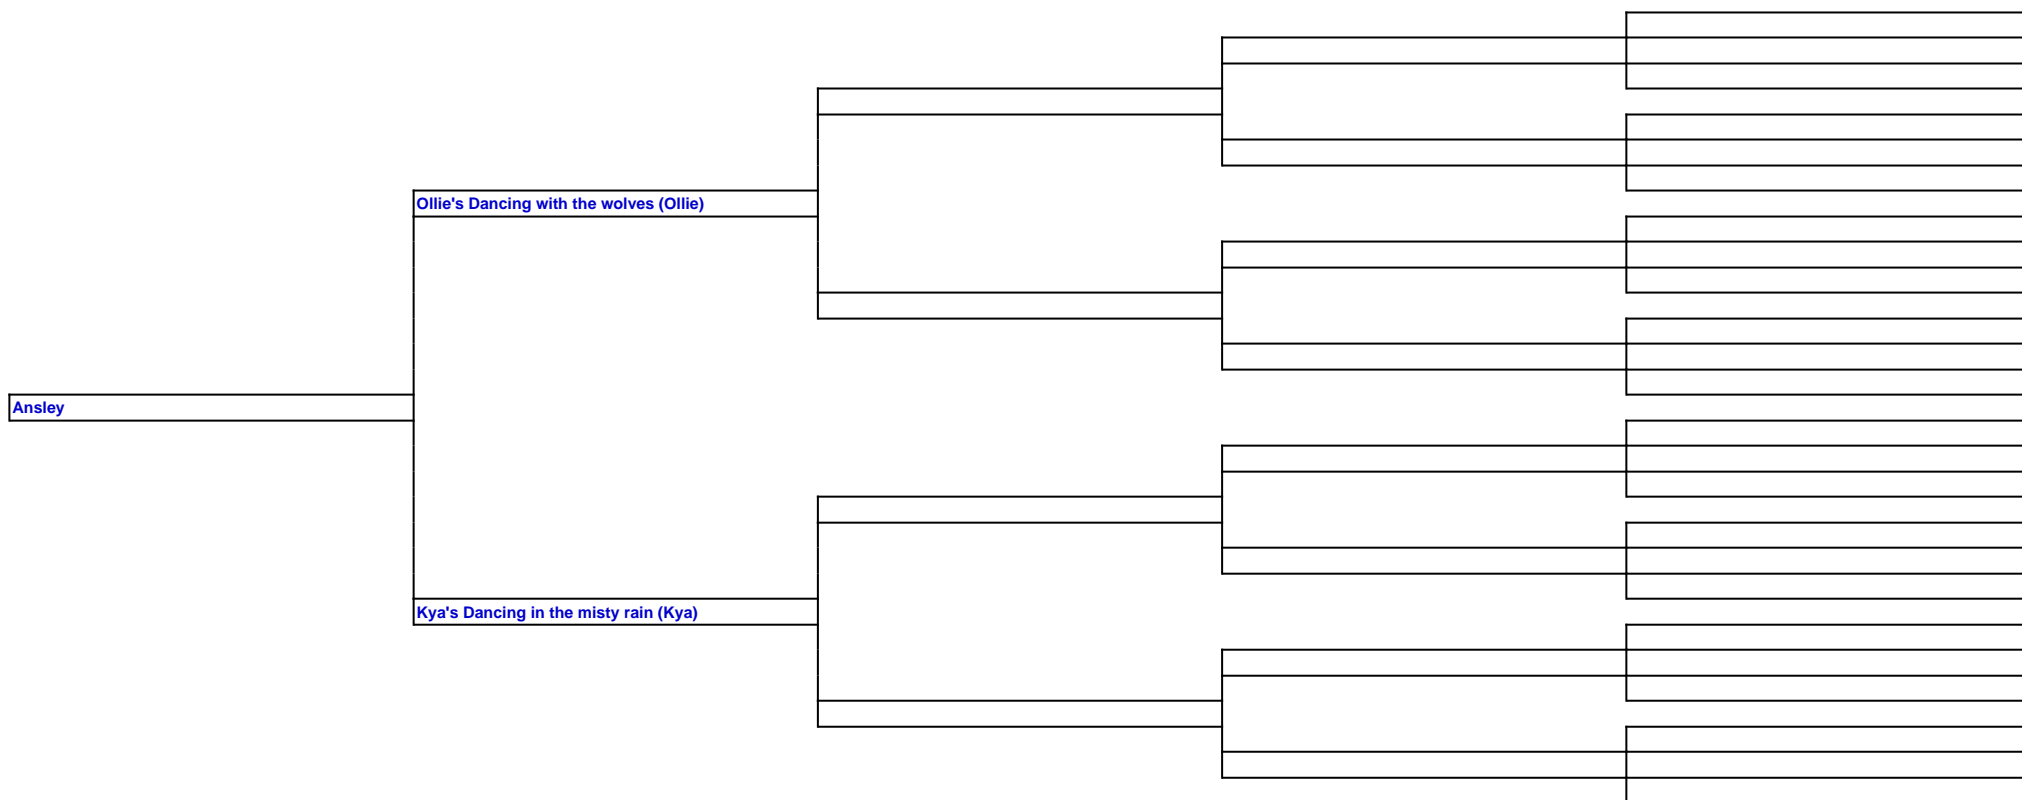 Ollie's Dancing with the wolves (Ollie)
Ansley
Kya's Dancing in the misty rain (Kya)